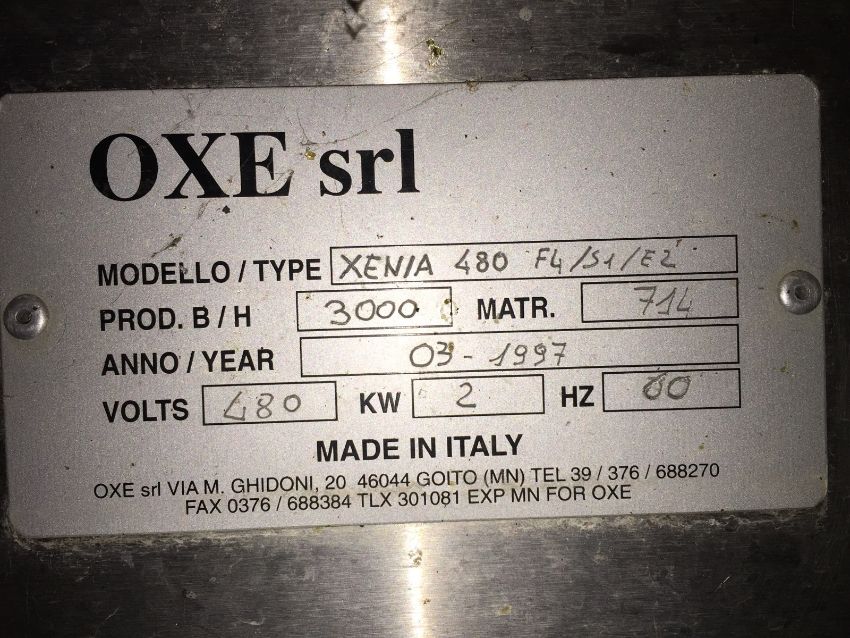 OXE srl
MODELLO / TYPE XENIA 480 F4/S1/E2
PROD. B / H 3000 MATR. 714
ANNO / YEAR 03-1997
VOLTS 480 KW 2 HZ 60
MADE IN ITALY
OXE srl VIA M. GHIDONI, 20 46044 GOITO (MN) TEL 39 / 376 / 688270
FAX 0376 / 688384 TLX 301081 EXP MN FOR OXE